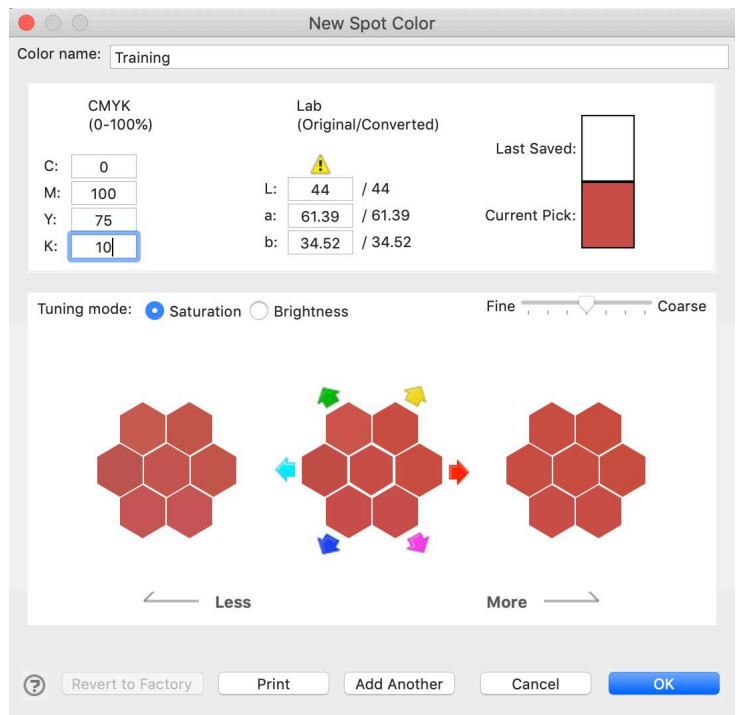 New Spot Color
Color name: Training
CMYK
(0-100%)
C: 0
M: 100
Y: 75
K: 10
Lab
(Original/Converted)
L: 44 / 44
a: 61.39 / 61.39
b: 34.52 / 34.52
Last Saved:
Current Pick:
Tuning mode: Saturation Brightness
Fine Coarse
Less More
? Revert to Factory Print Add Another Cancel OK